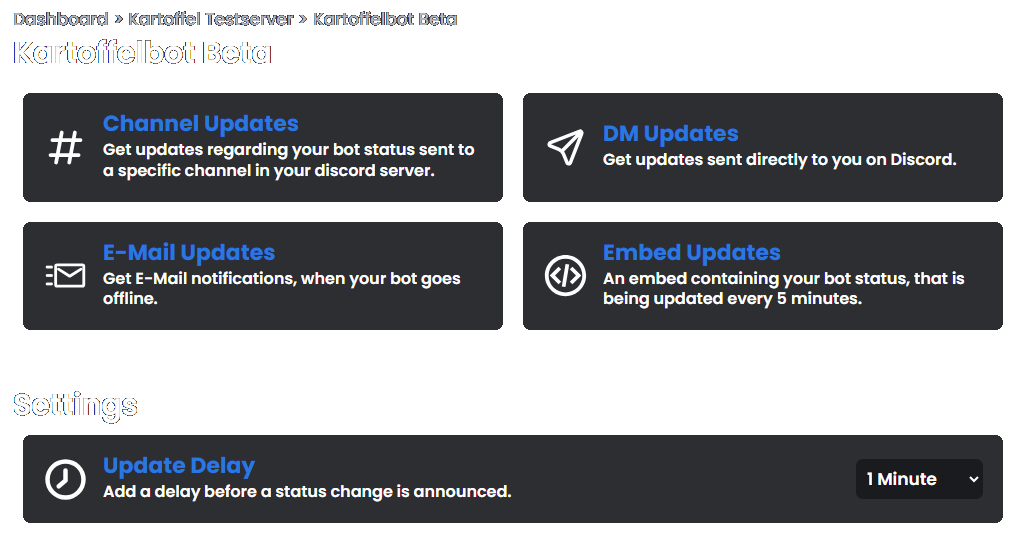 Dashboard » Kartoffel Testserver » Kartoffelbot Beta
Kartoffelbot Beta
Channel Updates
Get updates regarding your bot status sent to
a specific channel in your discord server.
DM Updates
Get updates sent directly to you on Discord.
E-Mail Updates
Get E-Mail notifications, when your bot goes
offline.
Embed Updates
An embed containing your bot status, that is
being updated every 5 minutes.
Settings
Update Delay
Add a delay before a status change is announced.
1 Minute